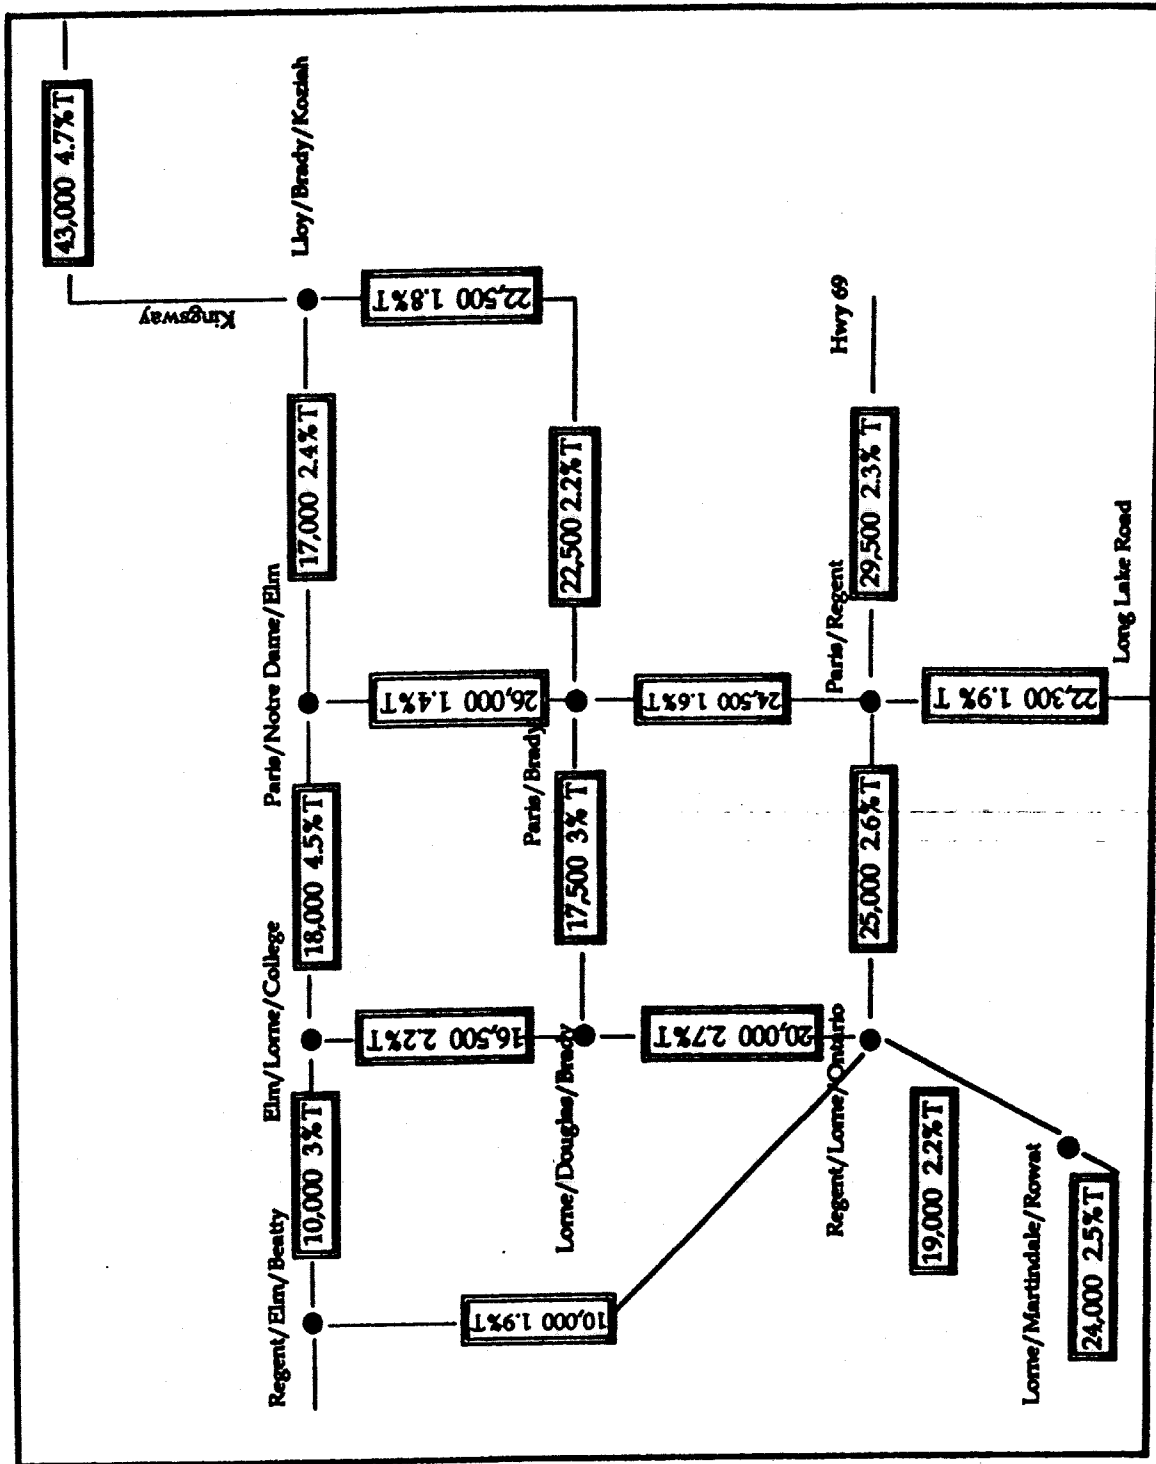 43,000 4.7% T
Kingsway
Lloy/Brady/Koziah
22,500 1.8%T
17,000 2.4% T
22,500 2.2% T
Hwy 69
29,500 2.3% T
Paris/Notre Dame/Elm
26,000 1.4%T
Paris/Brady
24,500 1.6%T
Paris/Regent
22,300 1.9% T
Long Lake Road
18,000 4.5% T
17,500 3% T
25,000 2.6% T
Elm/Lorne/College
16,500 2.2%T
Lorne/Douglas/Brady
20,000 2.7%T
Regent/Lorne/Ontario
10,000 3% T
19,000 2.2% T
Regent/Elm/Beatty
10,000 1.9%T
Lorne/Martindale/Rowat
24,000 2.5% T